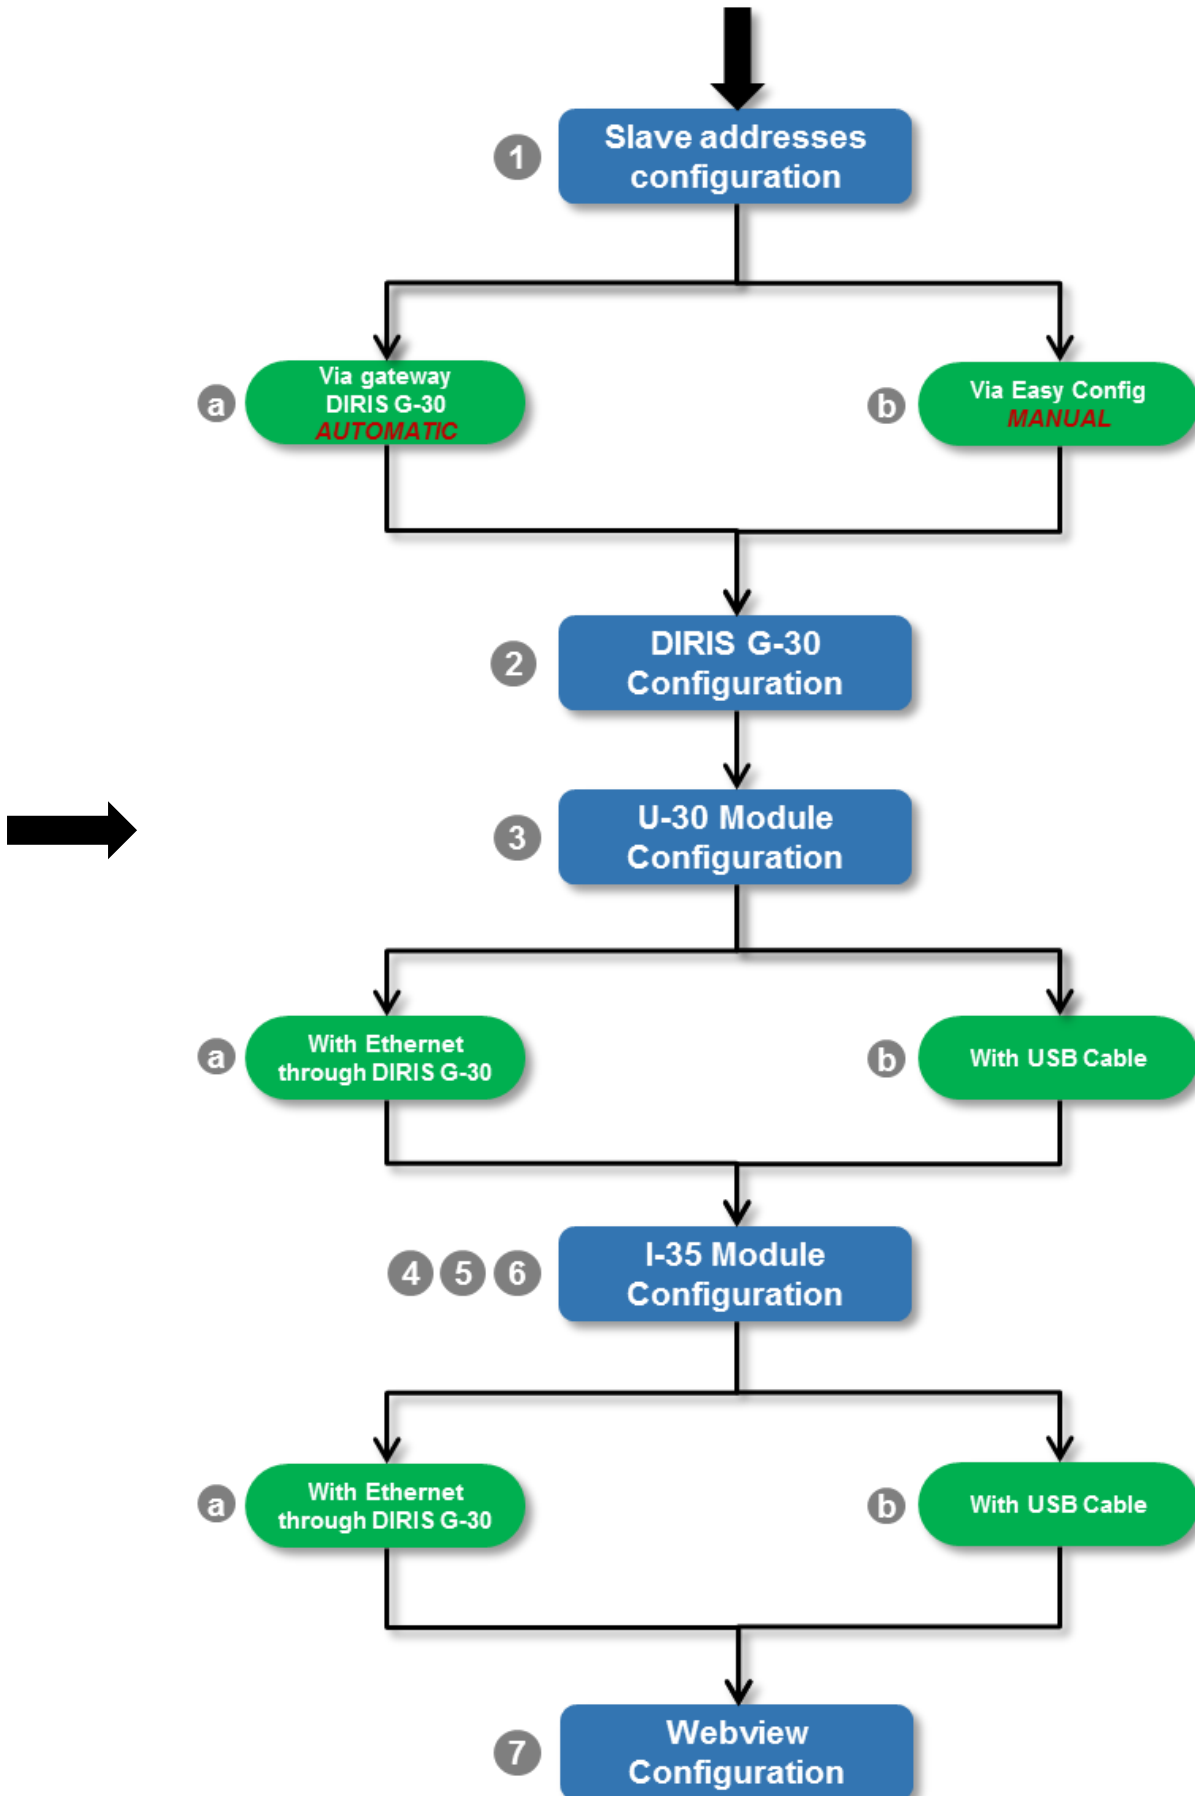 1
Slave addresses
configuration
a
Via gateway
DIRIS G-30
AUTOMATIC
b
Via Easy Config
MANUAL
2
DIRIS G-30
Configuration
3
U-30 Module
Configuration
a
With Ethernet
through DIRIS G-30
b
With USB Cable
4 5 6
I-35 Module
Configuration
a
With Ethernet
through DIRIS G-30
b
With USB Cable
7
Webview
Configuration